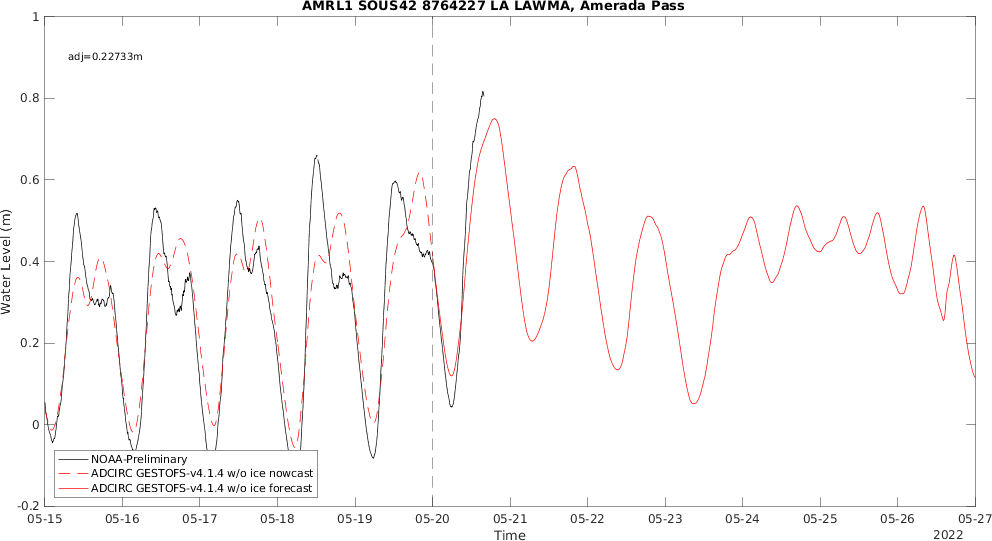 AMRL1 SOUS42 8764227 LA LAWMA, Amerada Pass
adj=0.22733m
Water Level (m)
1
0.8
0.6
0.4
0.2
0
-0.2
NOAA-Preliminary
ADCIRC GESTOFS-v4.1.4 w/o ice nowcast
ADCIRC GESTOFS-v4.1.4 w/o ice forecast
05-15 05-16 05-17 05-18 05-19 05-20 05-21 05-22 05-23 05-24 05-25 05-26 05-27
Time
2022